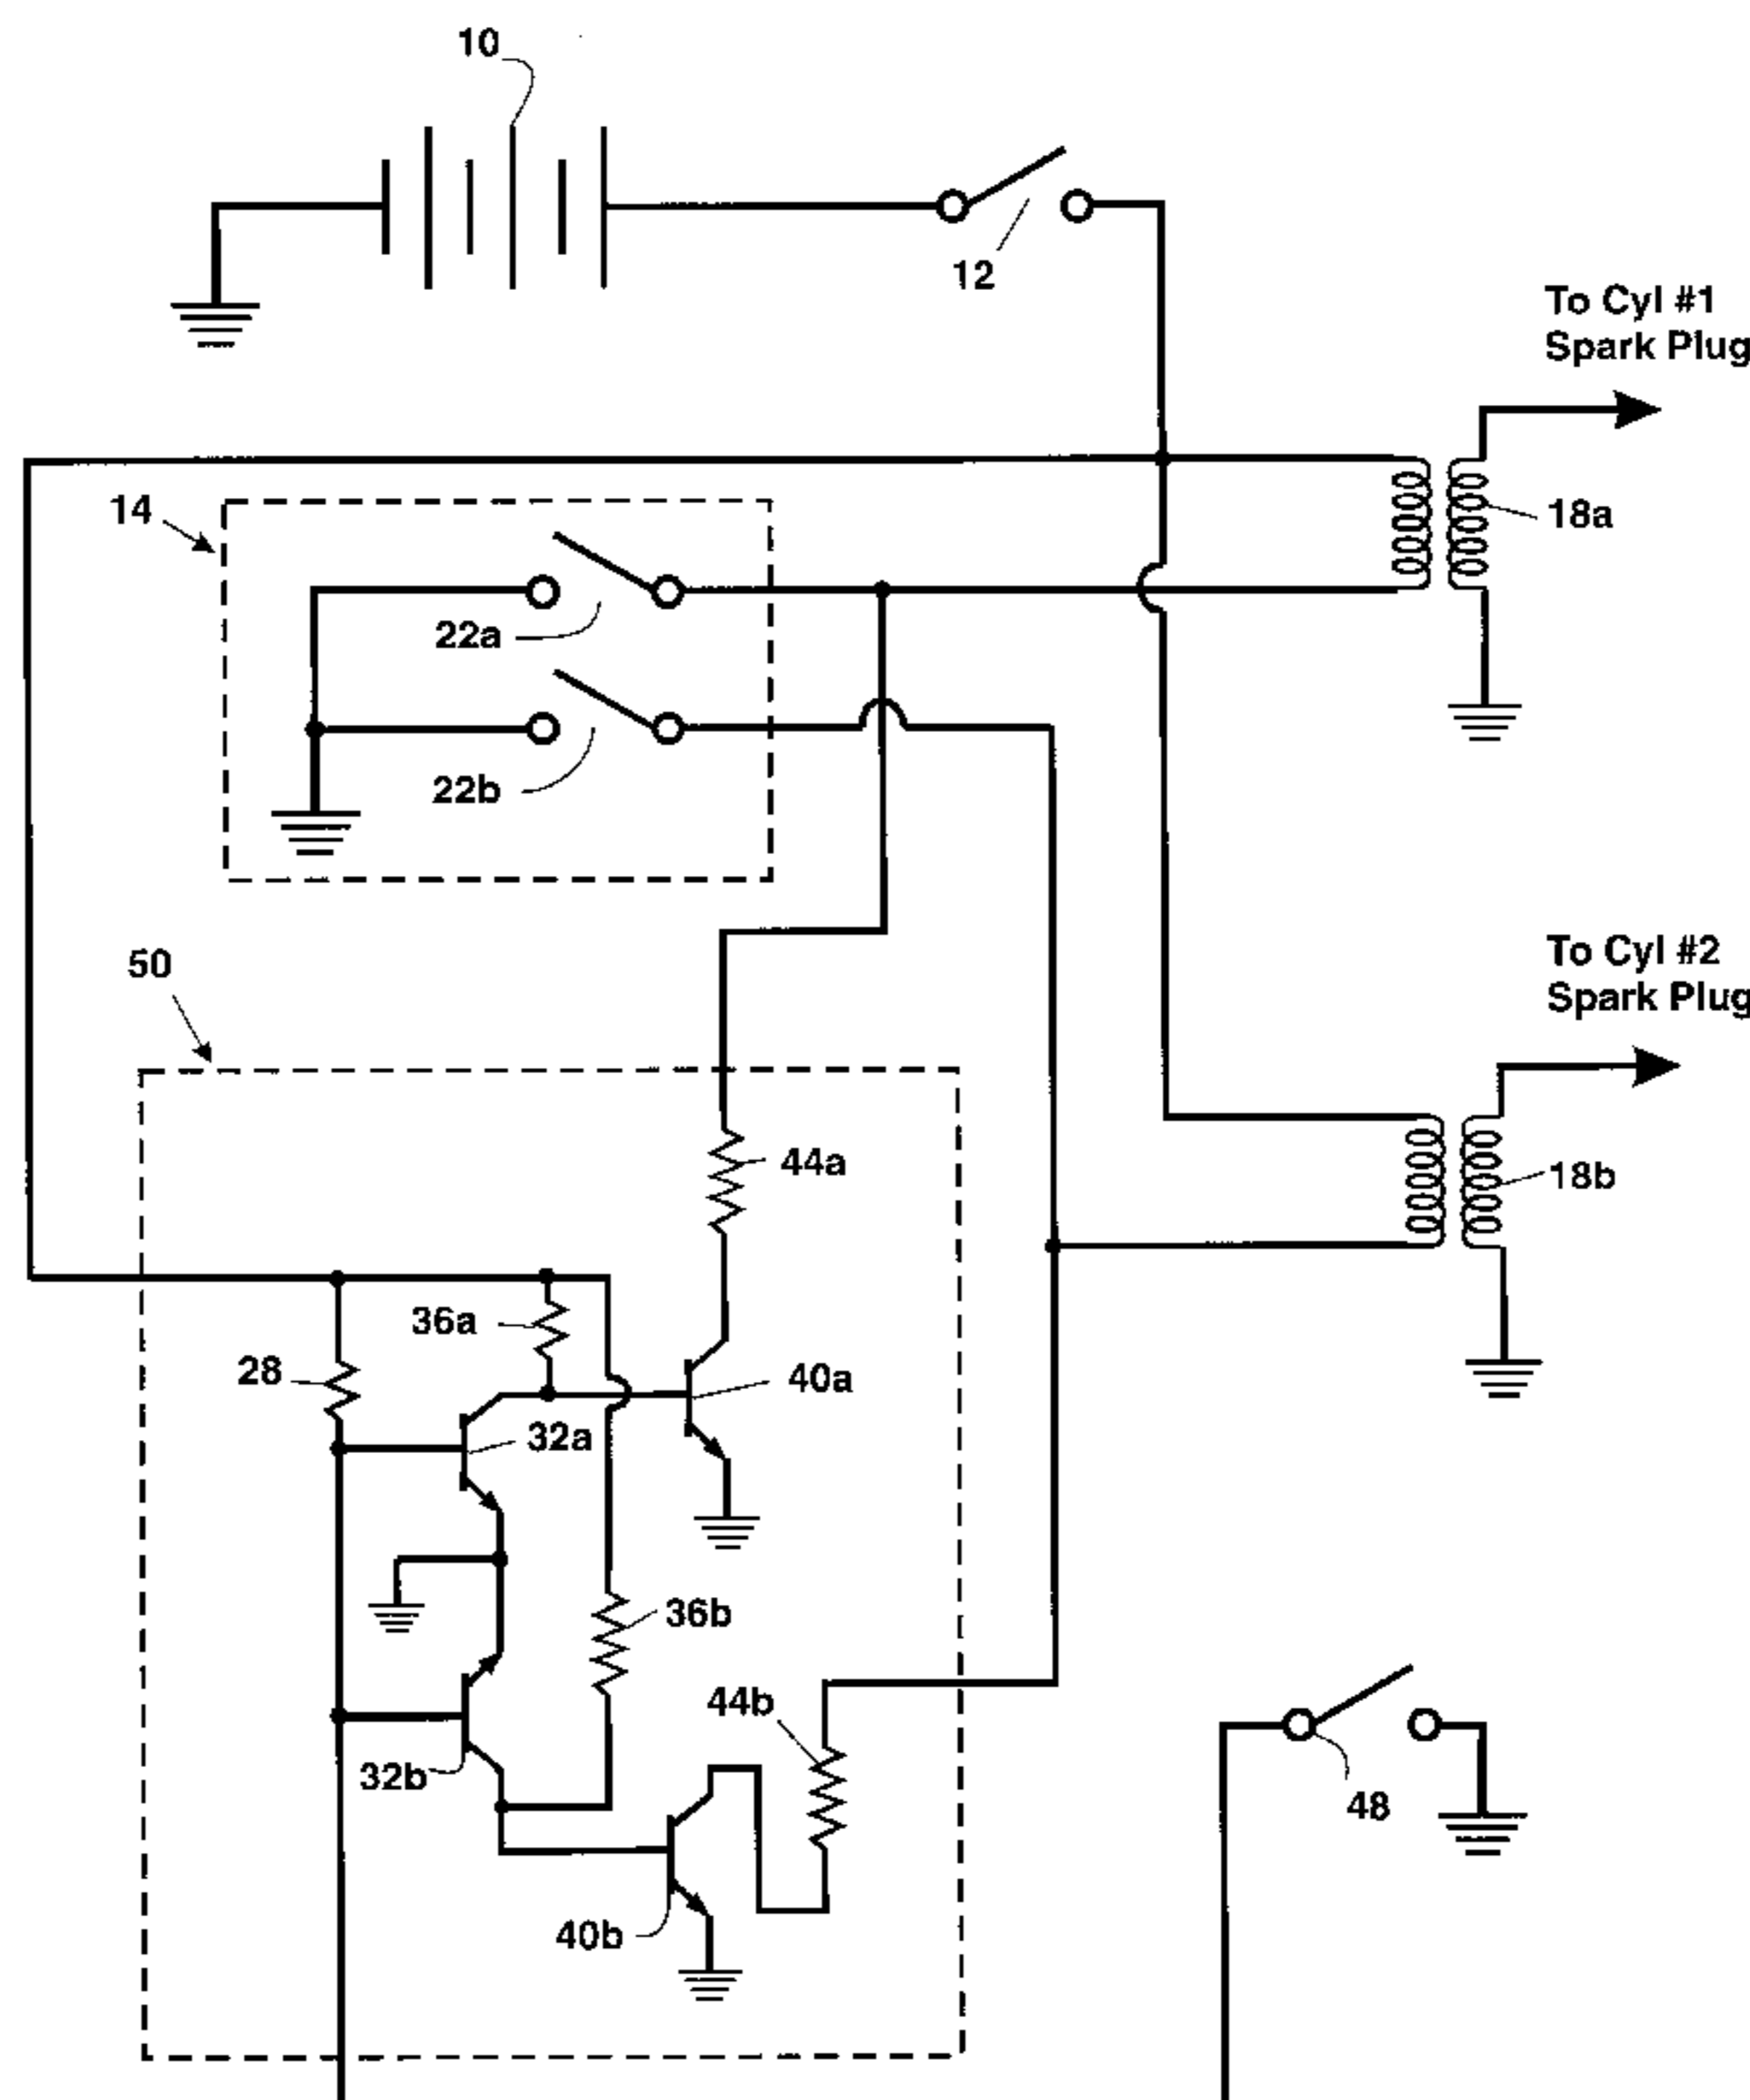 10
12
To Cyl #1
Spark Plug
14
18a
22a
22b
50
To Cyl #2
Spark Plug
44a
18b
36a
28
40a
32a
36b
44b
32b
48
40b